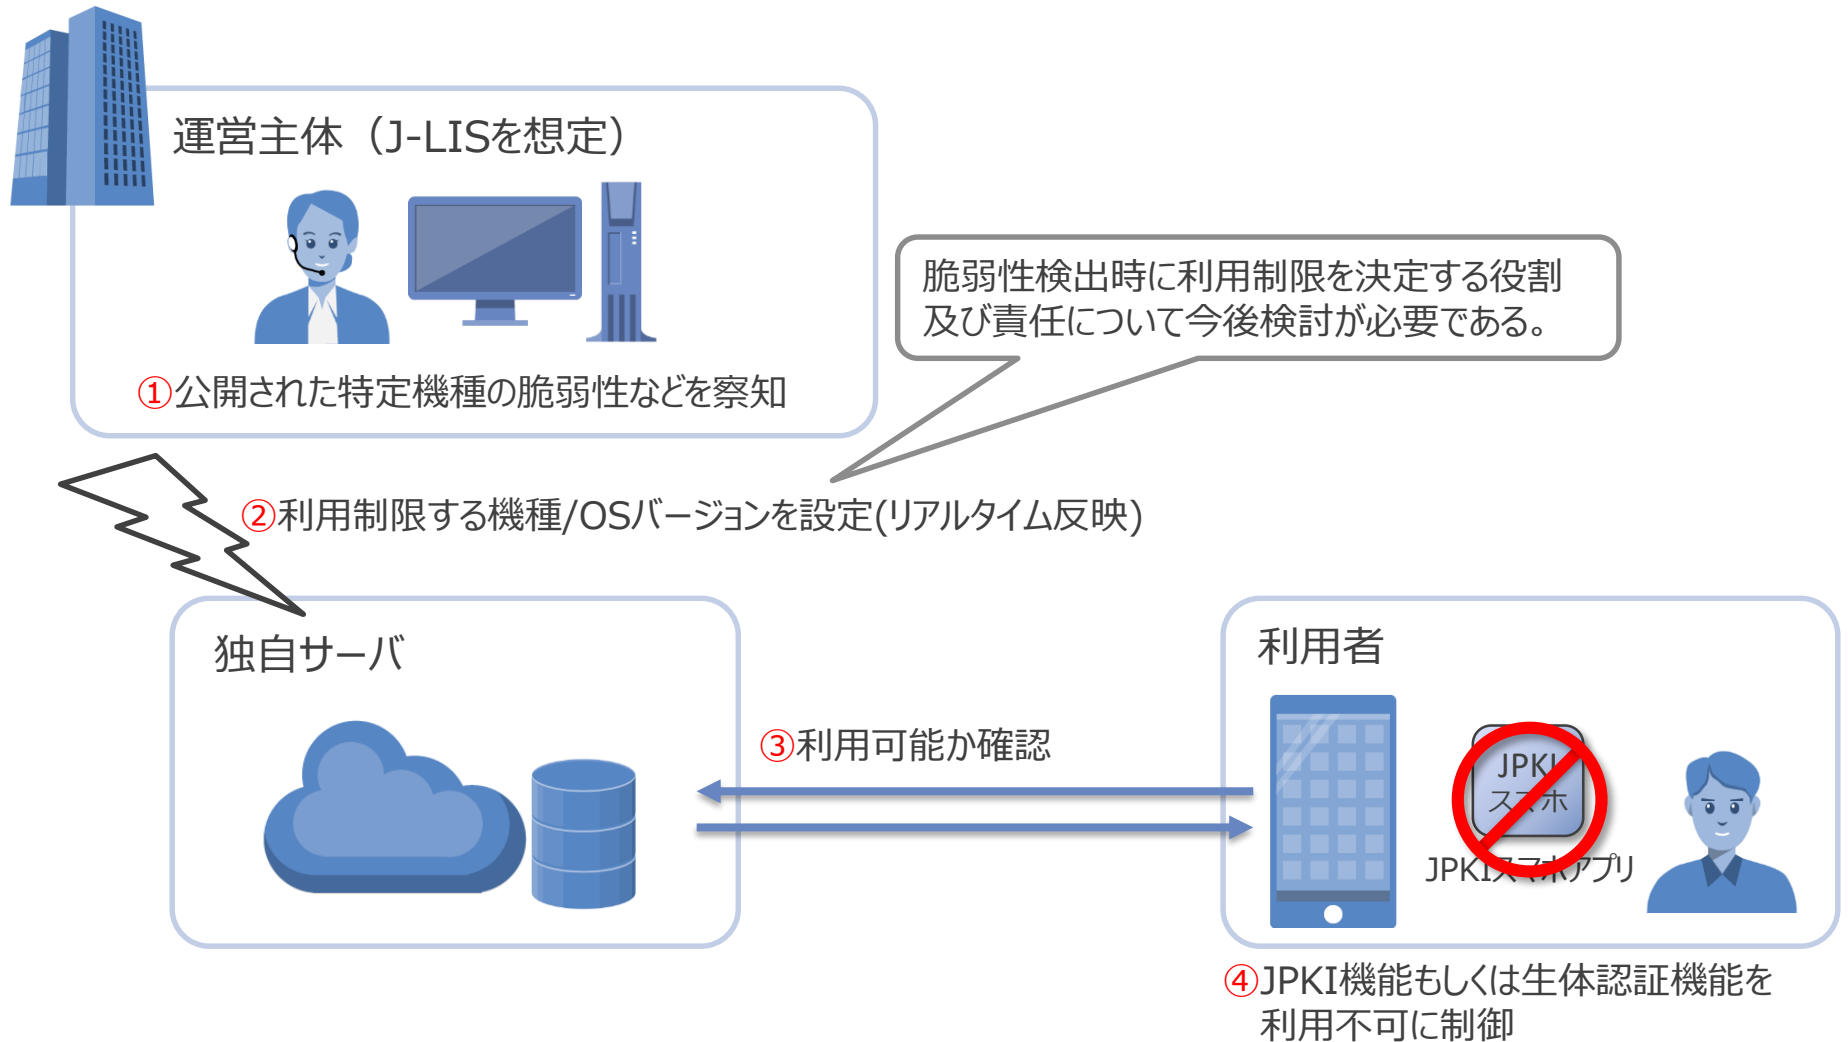 運営主体（J-LISを想定）
①公開された特定機種の脆弱性などを察知
脆弱性検出時に利用制限を決定する役割
及び責任について今後検討が必要である。
②利用制限する機種/OSバージョンを設定(リアルタイム反映)
独自サーバ
③利用可能か確認
利用者
JPKI
スマホ
JPKIスマホアプリ
④JPKI機能もしくは生体認証機能を
利用不可に制御